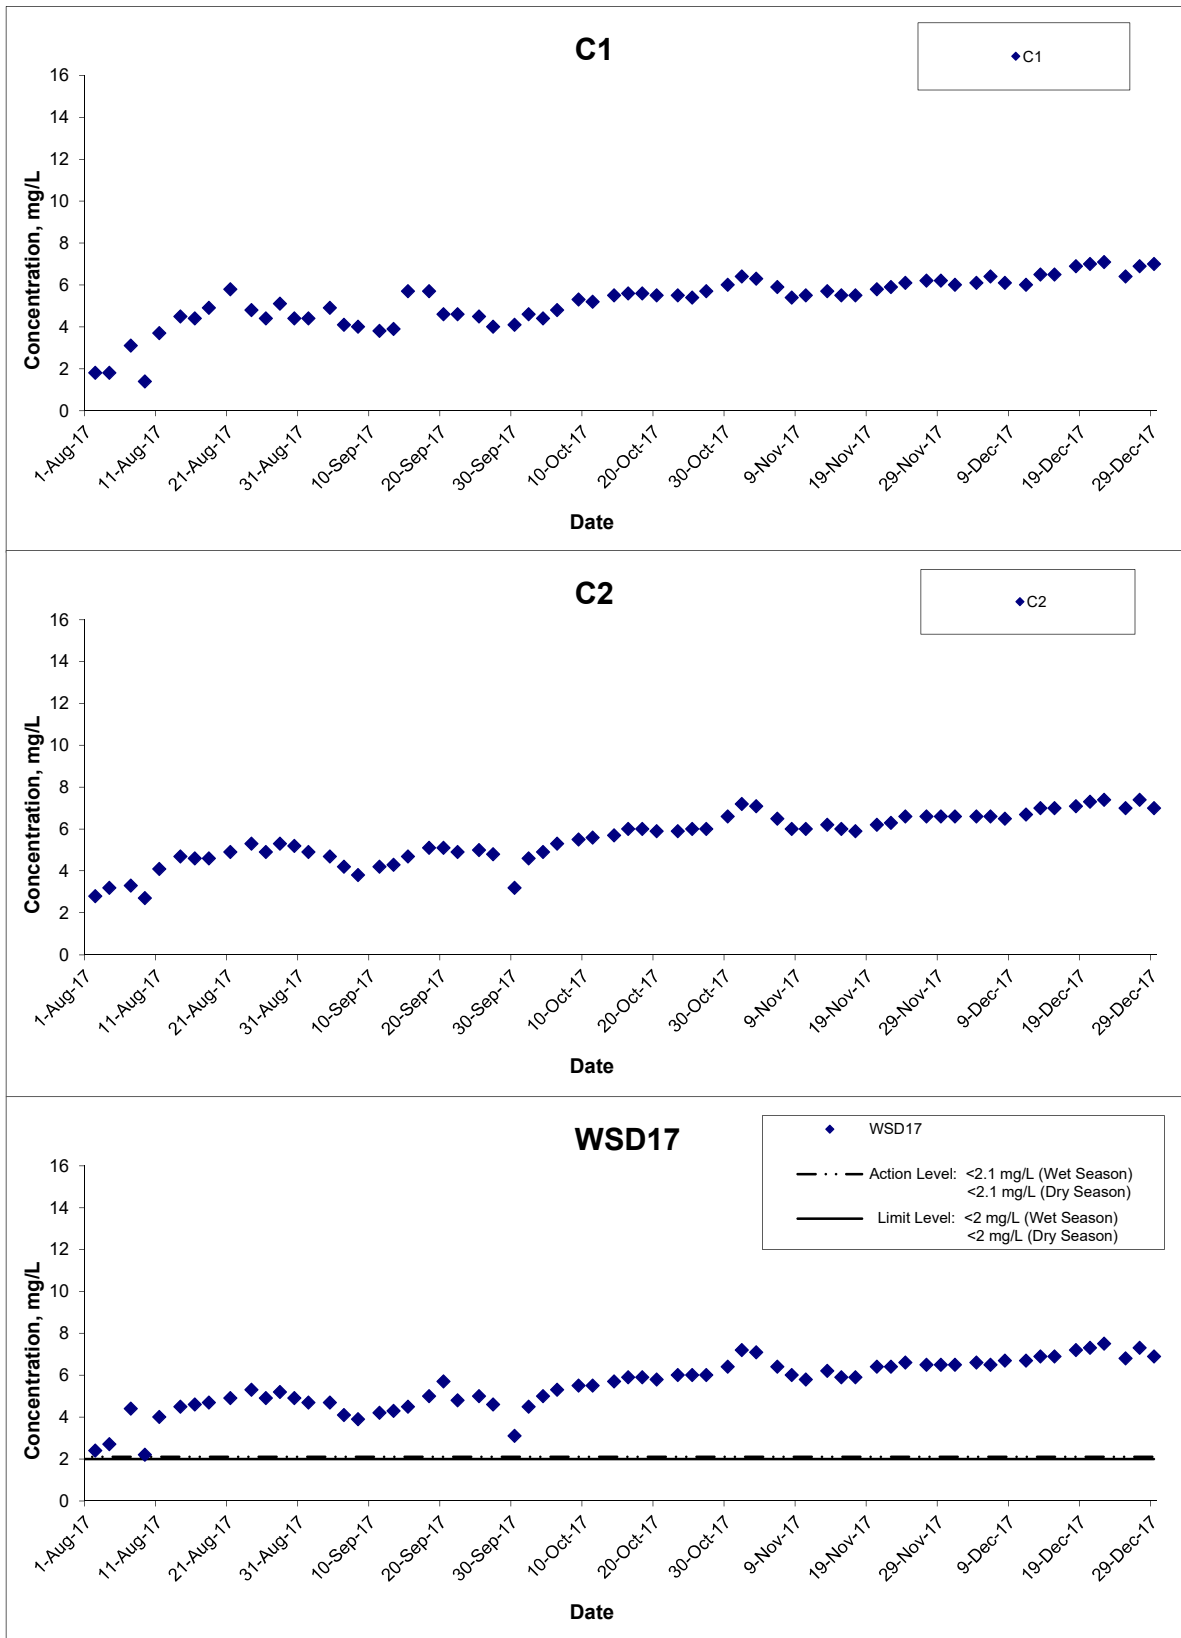 C1
C1
16
14
12
10
8
6
4
2
0
Concentration, mg/L
1-Aug-17
11-Aug-17
21-Aug-17
31-Aug-17
10-Sep-17
20-Sep-17
30-Sep-17
10-Oct-17
20-Oct-17
30-Oct-17
9-Nov-17
19-Nov-17
29-Nov-17
9-Dec-17
19-Dec-17
29-Dec-17
Date
C2
C2
16
14
12
10
8
6
4
2
0
Concentration, mg/L
1-Aug-17
11-Aug-17
21-Aug-17
31-Aug-17
10-Sep-17
20-Sep-17
30-Sep-17
10-Oct-17
20-Oct-17
30-Oct-17
9-Nov-17
19-Nov-17
29-Nov-17
9-Dec-17
19-Dec-17
29-Dec-17
Date
WSD17
WSD17
Action Level: <2.1 mg/L (Wet Season)
<2.1 mg/L (Dry Season)
Limit Level: <2 mg/L (Wet Season)
<2 mg/L (Dry Season)
16
14
12
10
8
6
4
2
0
Concentration, mg/L
1-Aug-17
11-Aug-17
21-Aug-17
31-Aug-17
10-Sep-17
20-Sep-17
30-Sep-17
10-Oct-17
20-Oct-17
30-Oct-17
9-Nov-17
19-Nov-17
29-Nov-17
9-Dec-17
19-Dec-17
29-Dec-17
Date